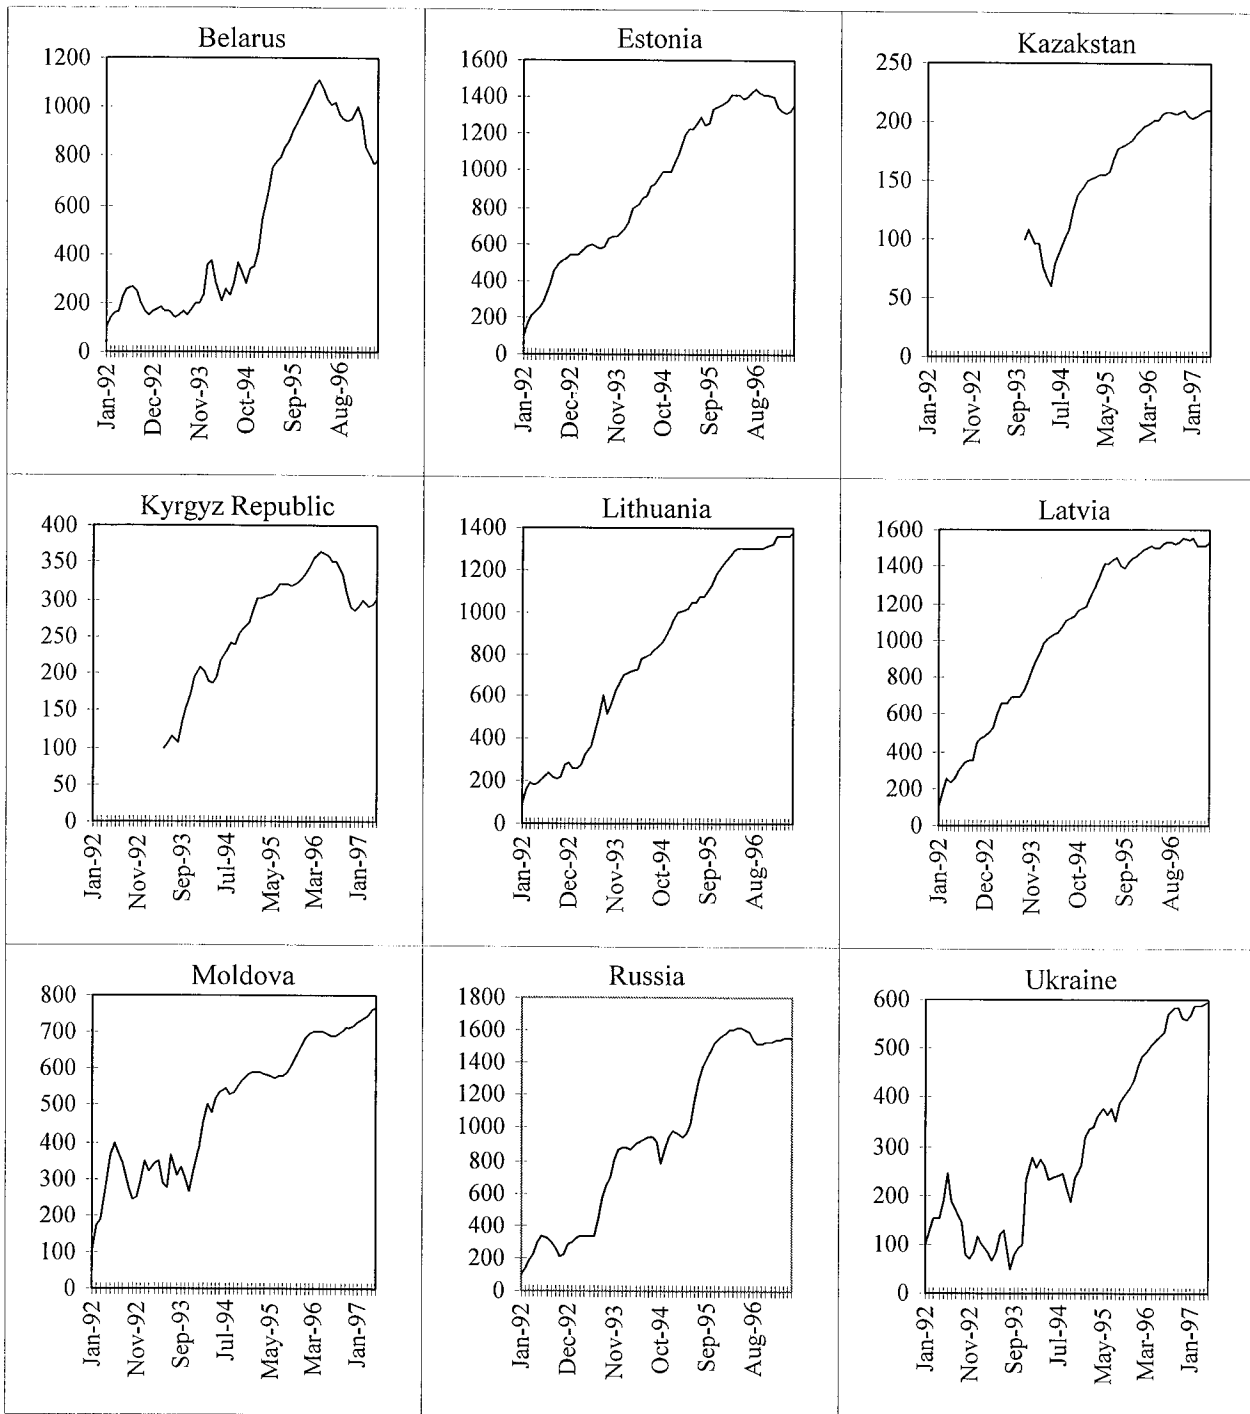 Belarus
1200
1000
800
600
400
200
0
Jan-92
Dec-92
Nov-93
Oct-94
Sep-95
Aug-96
Estonia
1600
1400
1200
1000
800
600
400
200
0
Jan-92
Dec-92
Nov-93
Oct-94
Sep-95
Aug-96
Kazakstan
250
200
150
100
50
0
Jan-92
Nov-92
Sep-93
Jul-94
May-95
Mar-96
Jan-97
Kyrgyz Republic
400
350
300
250
200
150
100
50
0
Jan-92
Nov-92
Sep-93
Jul-94
May-95
Mar-96
Jan-97
Lithuania
1400
1200
1000
800
600
400
200
0
Jan-92
Dec-92
Nov-93
Oct-94
Sep-95
Aug-96
Latvia
1600
1400
1200
1000
800
600
400
200
0
Jan-92
Dec-92
Nov-93
Oct-94
Sep-95
Aug-96
Moldova
800
700
600
500
400
300
200
100
0
Jan-92
Nov-92
Sep-93
Jul-94
May-95
Mar-96
Jan-97
Russia
1800
1600
1400
1200
1000
800
600
400
200
0
Jan-92
Dec-92
Nov-93
Oct-94
Sep-95
Aug-96
Ukraine
600
500
400
300
200
100
0
Jan-92
Nov-92
Sep-93
Jul-94
May-95
Mar-96
Jan-97